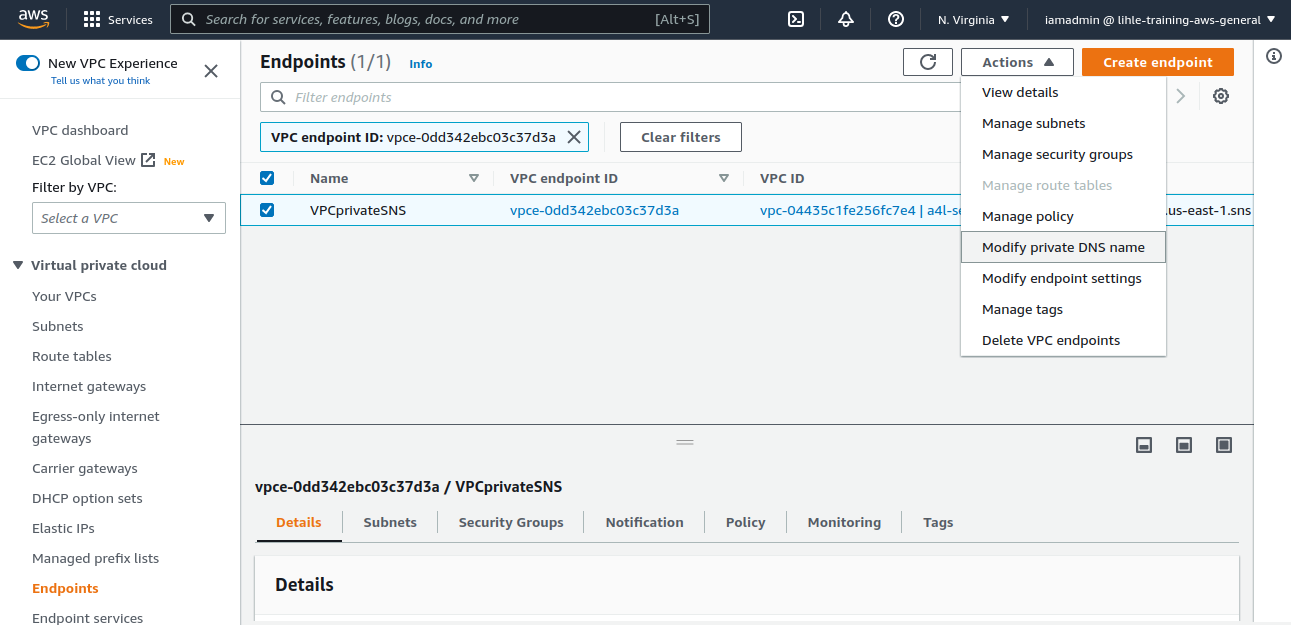 aws
Services
Search for services, features, blogs, docs, and more [Alt+S]
N. Virginia
iamadmin @ lihle-training-aws-general
New VPC Experience
Tell us what you think
VPC dashboard
EC2 Global View New
Filter by VPC:
Select a VPC
Virtual private cloud
Your VPCs
Subnets
Route tables
Internet gateways
Egress-only internet
gateways
Carrier gateways
DHCP option sets
Elastic IPs
Managed prefix lists
Endpoints
Endpoint services
Endpoints (1/1) Info
Actions
Create endpoint
Filter endpoints
VPC endpoint ID: vpce-0dd342ebc03c37d3a
Clear filters
Name VPC endpoint ID VPC ID
VPCprivateSNS vpce-0dd342ebc03c37d3a vpc-04435c1fe256fc7e4 | a4l-se .us-east-1.sns
View details
Manage subnets
Manage security groups
Manage route tables
Manage policy
Modify private DNS name
Modify endpoint settings
Manage tags
Delete VPC endpoints
vpce-0dd342ebc03c37d3a / VPCprivateSNS
Details Subnets Security Groups Notification Policy Monitoring Tags
Details